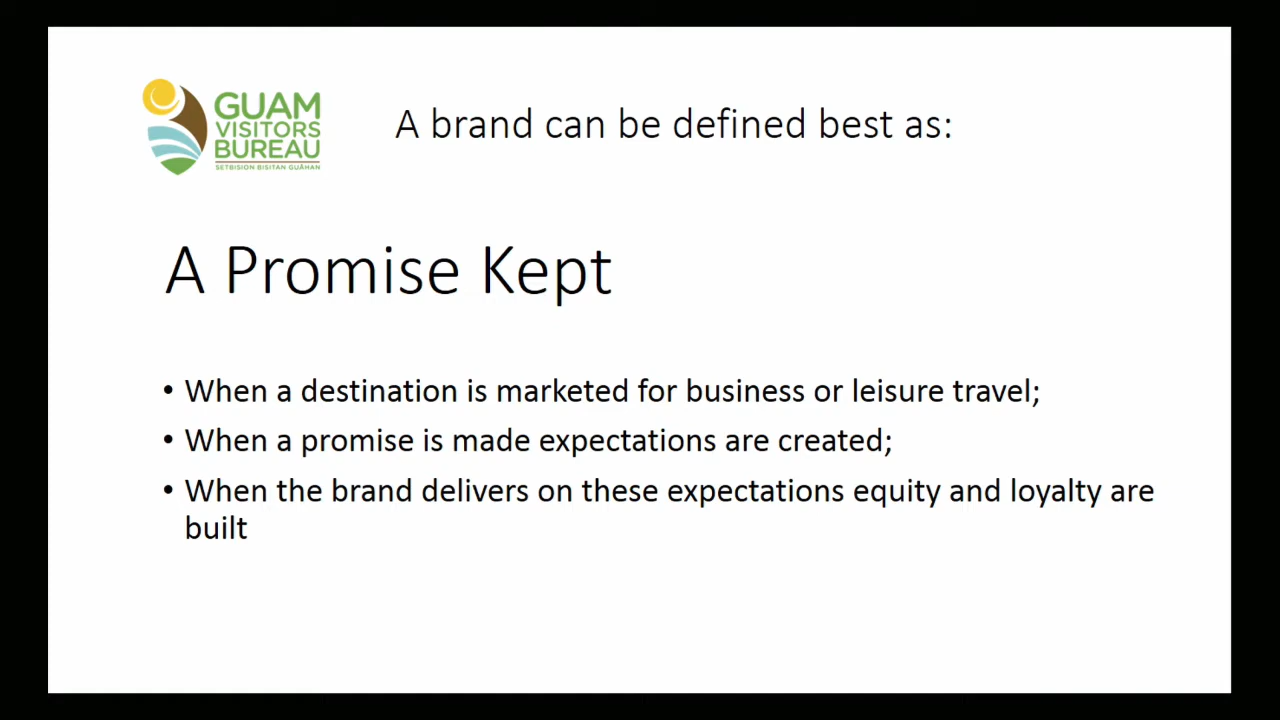 GUAM
VISITORS
BUREAU
SETBISION BISITAN GUÅHAN
A brand can be defined best as:
A Promise Kept
• When a destination is marketed for business or leisure travel;
• When a promise is made expectations are created;
• When the brand delivers on these expectations equity and loyalty are
built